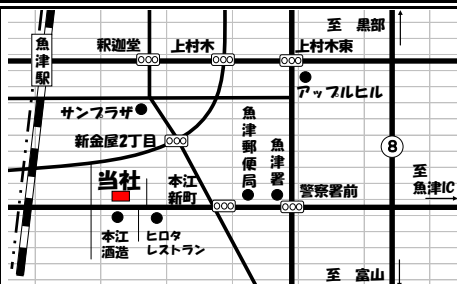 至 黒部
魚津駅
釈迦堂
上村木
上村木東
アップルヒル
サンプラザ
新金屋2丁目
魚津郵便局
魚津署
8
至
魚津IC
当社
本江
新町
警察署前
本江
酒造
ヒロタ
レストラン
至 富山